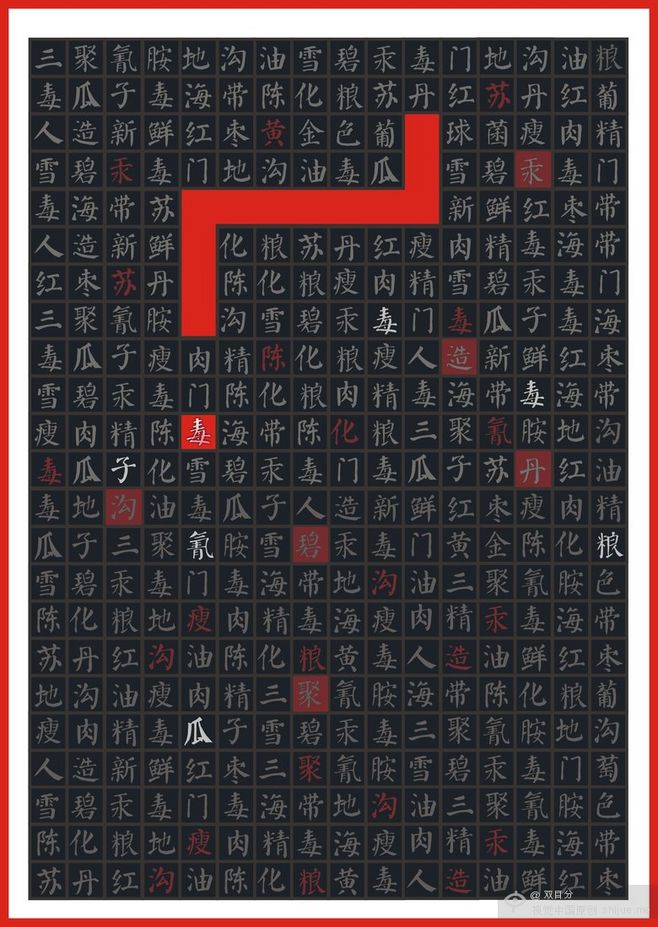 三聚氰胺地沟油雪碧汞毒门地沟油粮
毒瓜子毒海带陈化粮苏丹红苏丹红葡
人造新鲜红枣黄金色葡球菌瘦肉精
雪碧汞毒门地沟油毒瓜雪碧汞毒门
毒海带苏新鲜红枣带
人造新鲜化粮苏丹红瘦肉精毒海带
红枣苏丹陈化粮瘦肉精雪碧汞毒门
三聚氰胺沟雪碧汞毒门毒瓜子毒海
毒瓜子瘦肉精陈化粮瘦人造新鲜红枣
雪碧汞毒门陈化粮肉精毒海带毒海带
瘦肉精陈毒海带陈化粮三聚氰胺地沟
毒瓜子化雪碧汞毒门毒瓜子苏丹红油
毒地沟油毒瓜子人造新鲜红枣瘦肉精
瓜子三聚氰胺雪碧汞毒门黄金陈化粮
雪碧汞毒门毒海带地沟油三聚氰胺色
陈化粮地瘦肉精毒海瘦肉精汞毒海带
苏丹红沟油陈化粮黄毒人造油鲜红枣
地沟油瘦肉精三聚氰胺海带陈化粮葡
瘦肉精毒瓜子雪碧汞毒三聚氰胺地沟
人造新鲜红枣三聚氰胺雪碧汞毒门萄
雪碧汞毒门毒海带地沟油三聚氰胺色
陈化粮地瘦肉精毒海瘦肉精汞毒海带
苏丹红沟油陈化粮黄毒人造油鲜红枣
@ 双目分
视觉中国原创 shijue.me